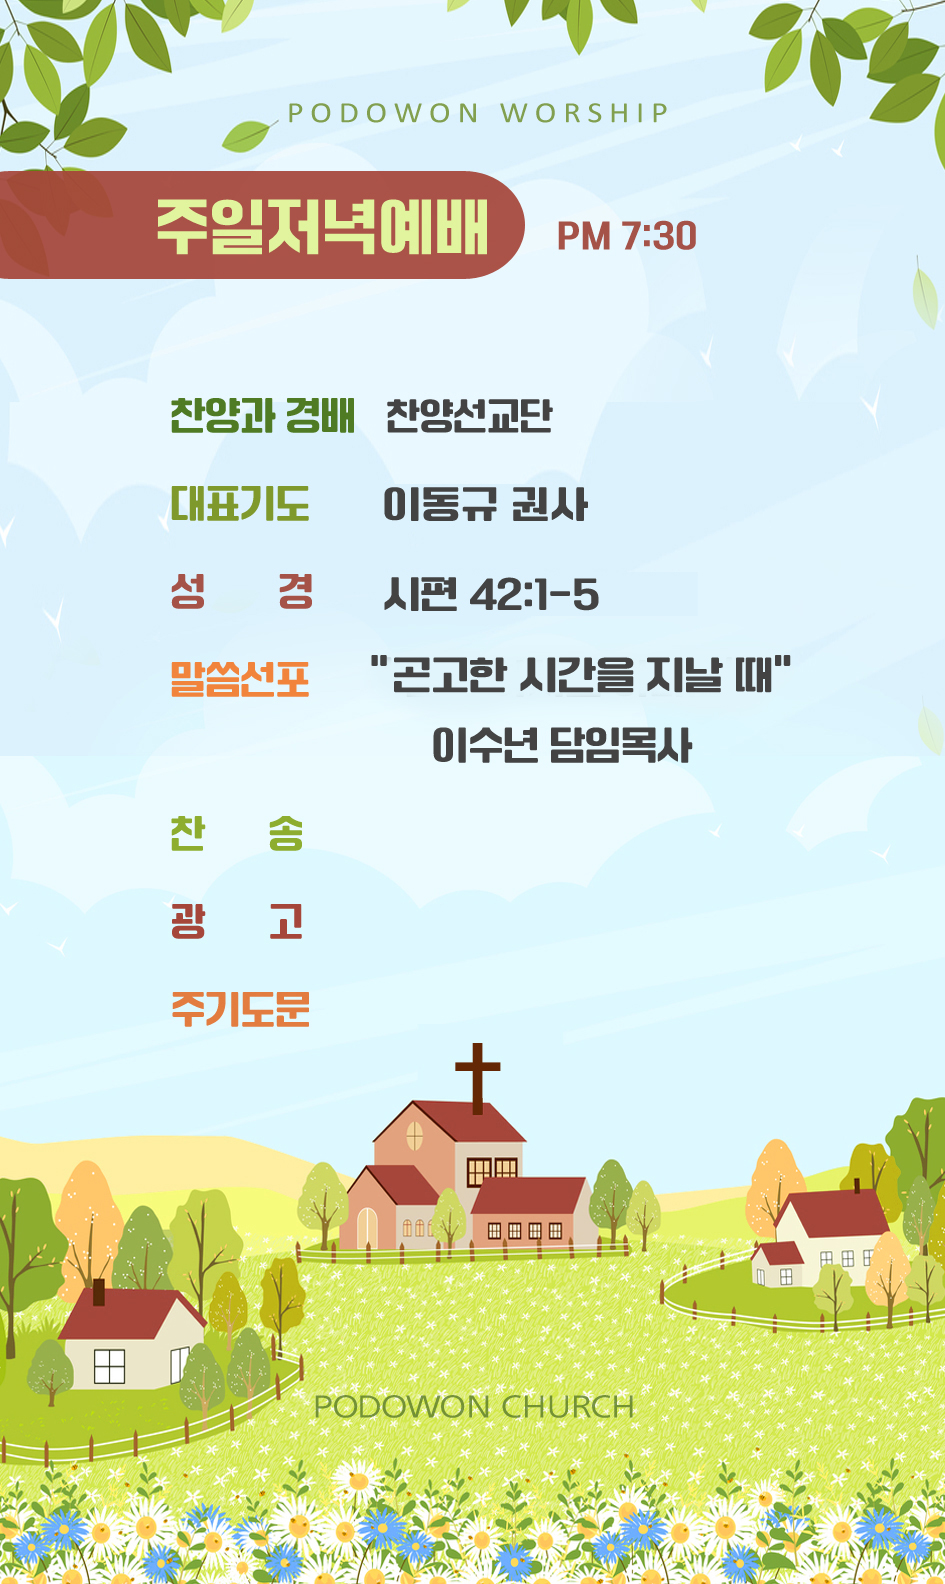 PODOWON WORSHIP
주일저녁예배 PM 7:30
찬양과 경배 찬양선교단
대표기도 이동규 권사
성 경 시편 42:1-5
말씀선포 "곤고한 시간을 지날 때"
이수년 담임목사
찬 송
광 고
주기도문
PODOWON CHURCH